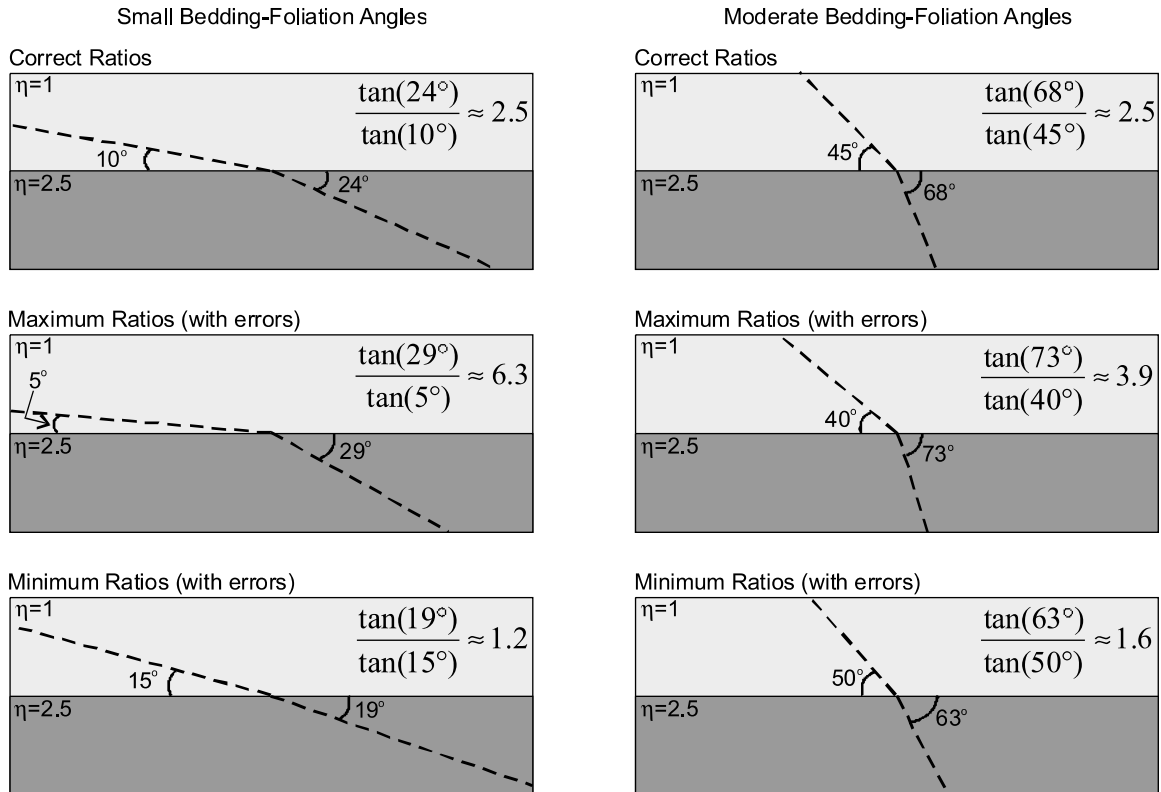 Small Bedding-Foliation Angles
Correct Ratios
η=1
tan(24°)
tan(10°)
≈ 2.5
10°
η=2.5
24°
Maximum Ratios (with errors)
η=1
tan(29°)
tan(5°)
≈ 6.3
5°
η=2.5
29°
Minimum Ratios (with errors)
η=1
tan(19°)
tan(15°)
≈ 1.2
15°
η=2.5
19°
Moderate Bedding-Foliation Angles
Correct Ratios
η=1
tan(68°)
tan(45°)
≈ 2.5
45°
η=2.5
68°
Maximum Ratios (with errors)
η=1
tan(73°)
tan(40°)
≈ 3.9
40°
η=2.5
73°
Minimum Ratios (with errors)
η=1
tan(63°)
tan(50°)
≈ 1.6
50°
η=2.5
63°